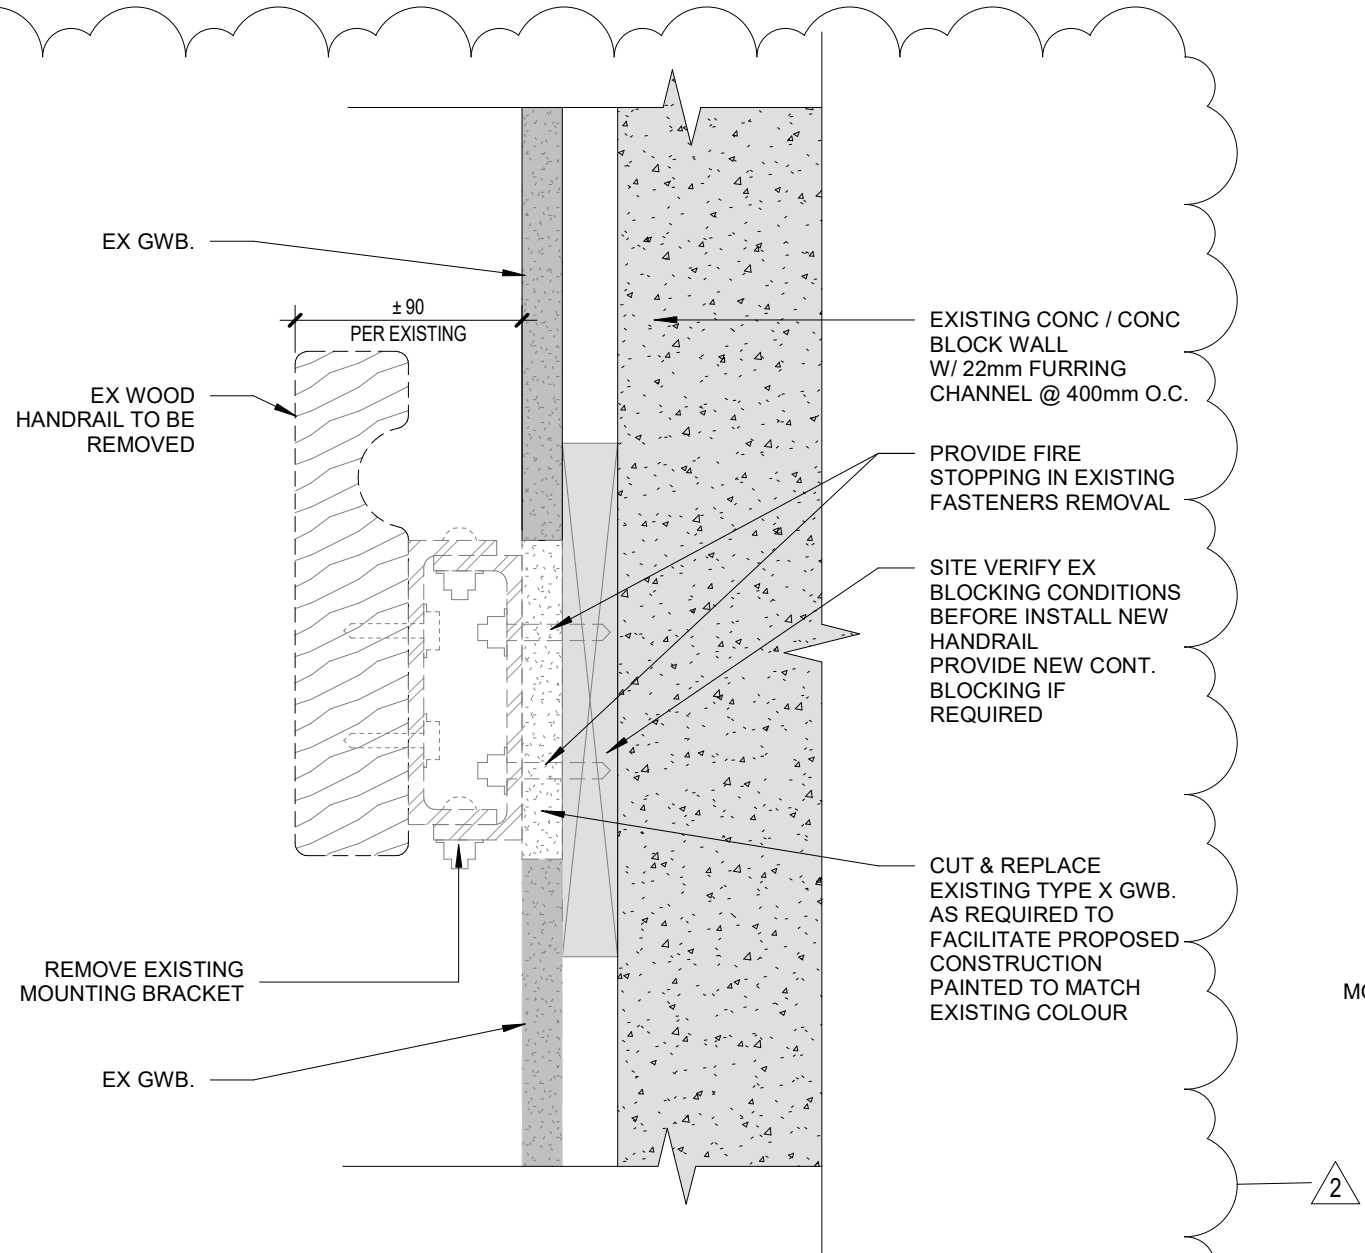 EX GWB.
± 90
PER EXISTING
EX WOOD
HANDRAIL TO BE
REMOVED
EXISTING CONC / CONC
BLOCK WALL
W/ 22mm FURRING
CHANNEL @ 400mm O.C.
PROVIDE FIRE
STOPPING IN EXISTING
FASTENERS REMOVAL
SITE VERIFY EX
BLOCKING CONDITIONS
BEFORE INSTALL NEW
HANDRAIL
PROVIDE NEW CONT.
BLOCKING IF
REQUIRED
CUT & REPLACE
EXISTING TYPE X GWB.
AS REQUIRED TO
FACILITATE PROPOSED
CONSTRUCTION
PAINTED TO MATCH
EXISTING COLOUR
REMOVE EXISTING
MOUNTING BRACKET
EX GWB.
2